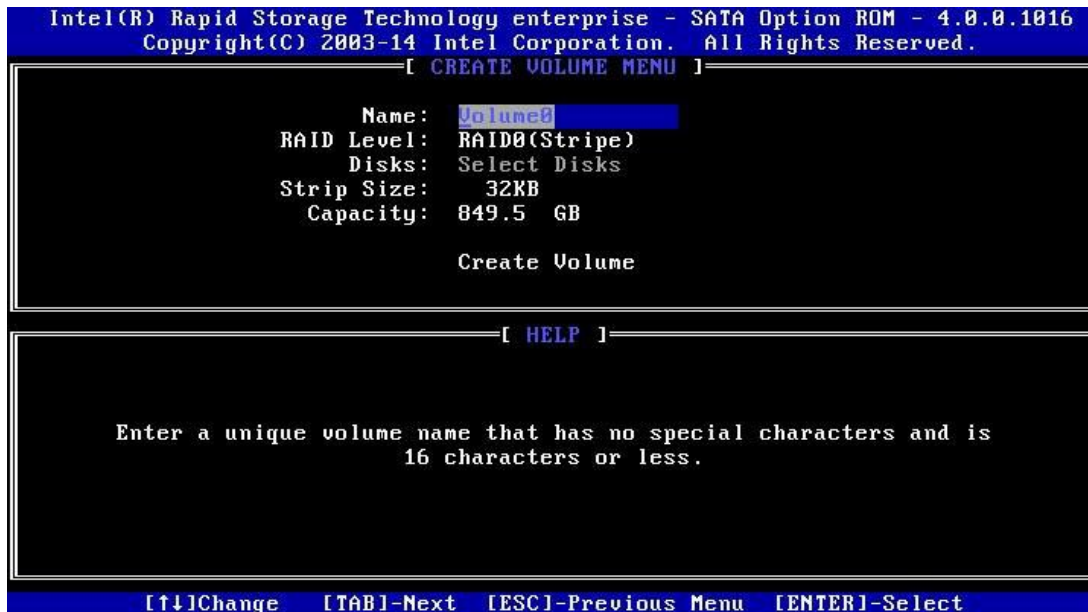 Intel(R) Rapid Storage Technology enterprise - SATA Option ROM - 4.0.0.1016
Copyright(C) 2003-14 Intel Corporation.  All Rights Reserved.
[ CREATE VOLUME MENU ]
Name: Volume0
RAID Level: RAID0(Stripe)
Disks: Select Disks
Strip Size: 32KB
Capacity: 849.5 GB
Create Volume
[ HELP ]
Enter a unique volume name that has no special characters and is
16 characters or less.
[↑↓]Change [TAB]-Next [ESC]-Previous Menu [ENTER]-Select